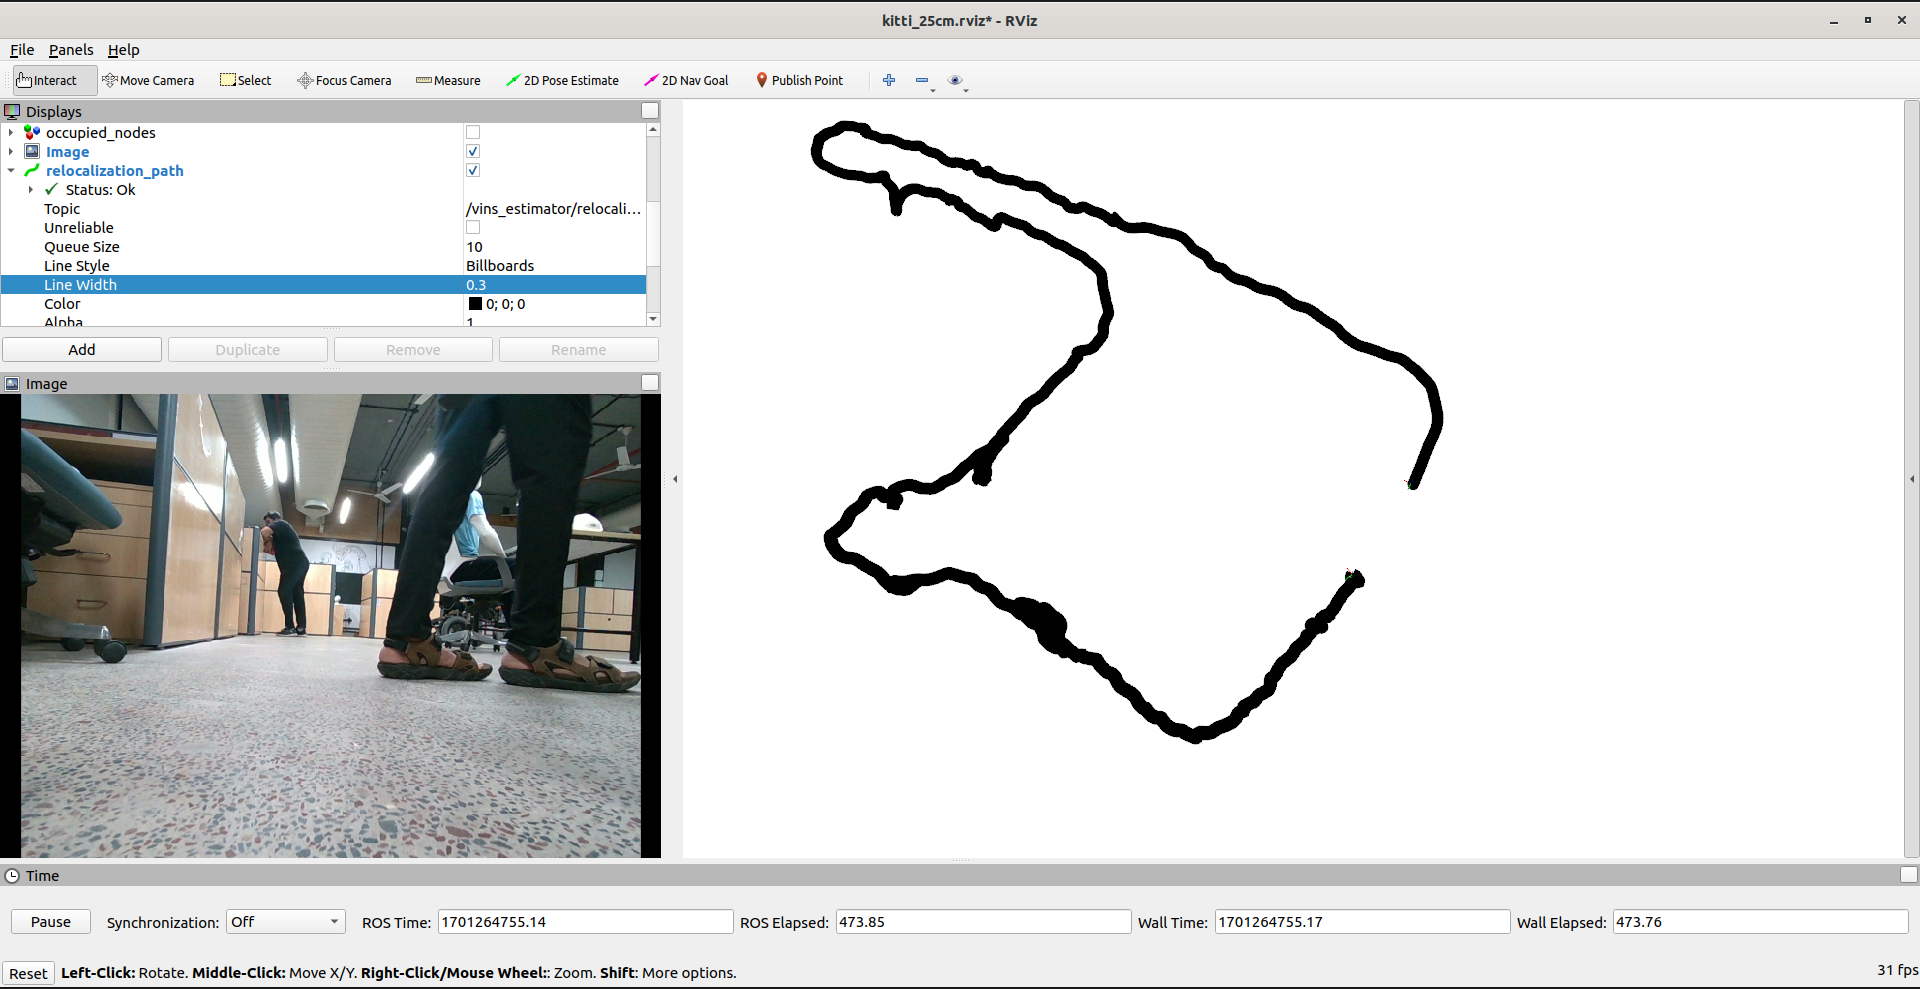 kitti_25cm.rviz* - RViz
File Panels Help
Interact Move Camera Select Focus Camera Measure 2D Pose Estimate 2D Nav Goal Publish Point
Displays
occupied_nodes
Image
relocalization_path
Status: Ok
Topic /vins_estimator/relocali...
Unreliable
Queue Size 10
Line Style Billboards
Line Width 0.3
Color 0; 0; 0
Alpha 1
Add Duplicate Remove Rename
Image
Time
Pause Synchronization: Off ROS Time: 1701264755.14 ROS Elapsed: 473.85 Wall Time: 1701264755.17 Wall Elapsed: 473.76
Reset Left-Click: Rotate. Middle-Click: Move X/Y. Right-Click/Mouse Wheel:: Zoom. Shift: More options. 31 fps